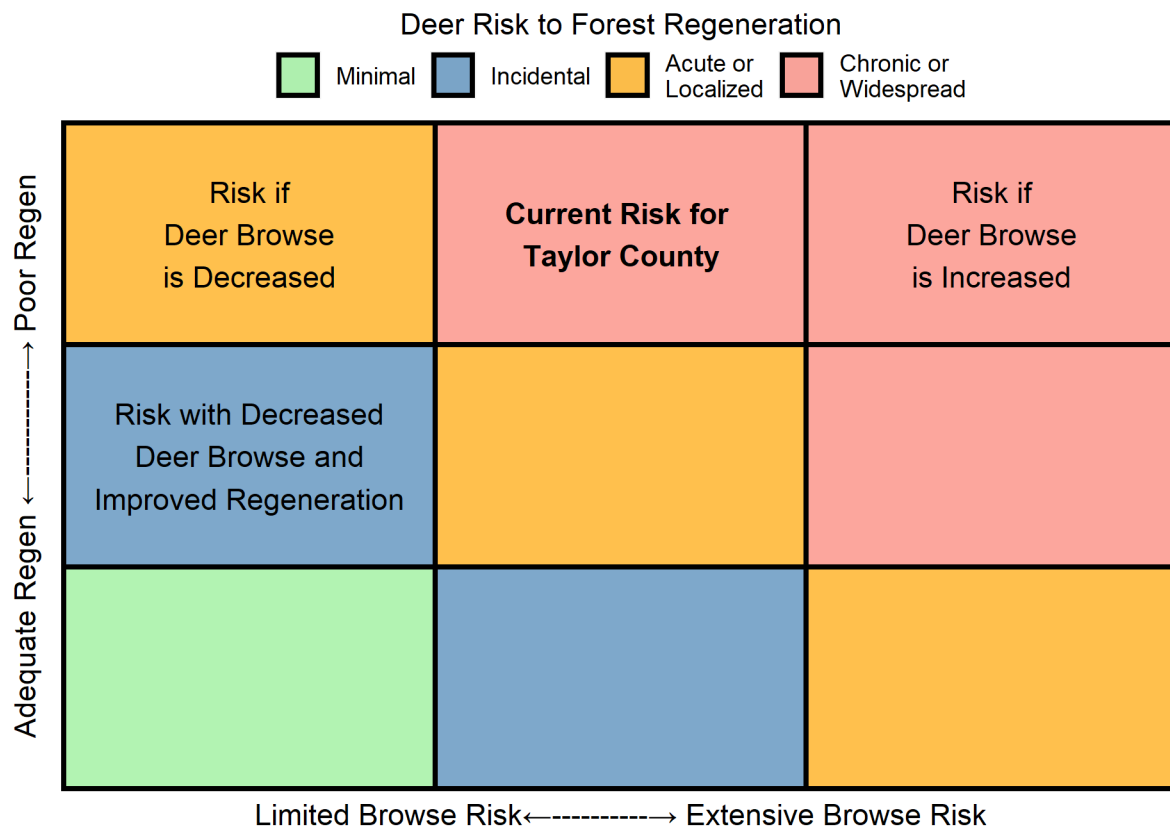 Deer Risk to Forest Regeneration
Minimal
Incidental
Acute or
Localized
Chronic or
Widespread
Risk if
Deer Browse
is Decreased
Current Risk for
Taylor County
Risk if
Deer Browse
is Increased
Risk with Decreased
Deer Browse and
Improved Regeneration
Adequate Regen ←-----------→ Poor Regen
Limited Browse Risk←-----------→ Extensive Browse Risk